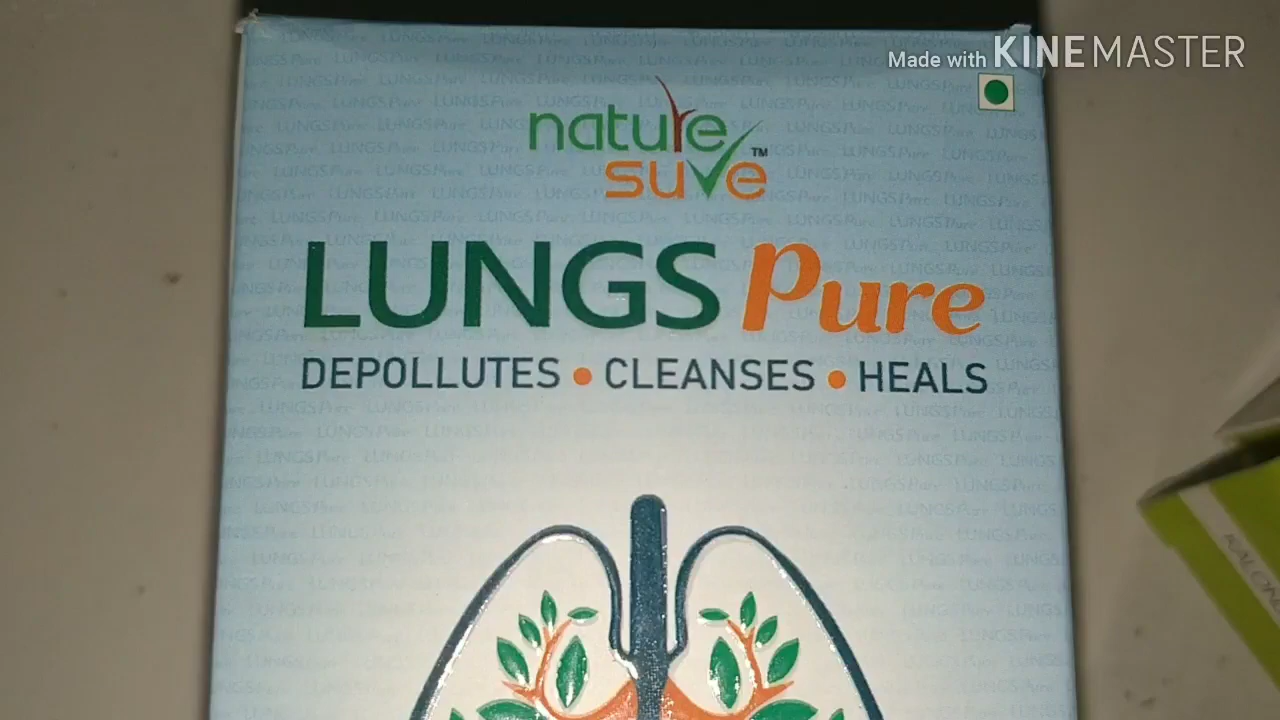 Made with KINEMASTER
nature
suve™
LUNGS Pure
DEPOLLUTES • CLEANSES • HEALS